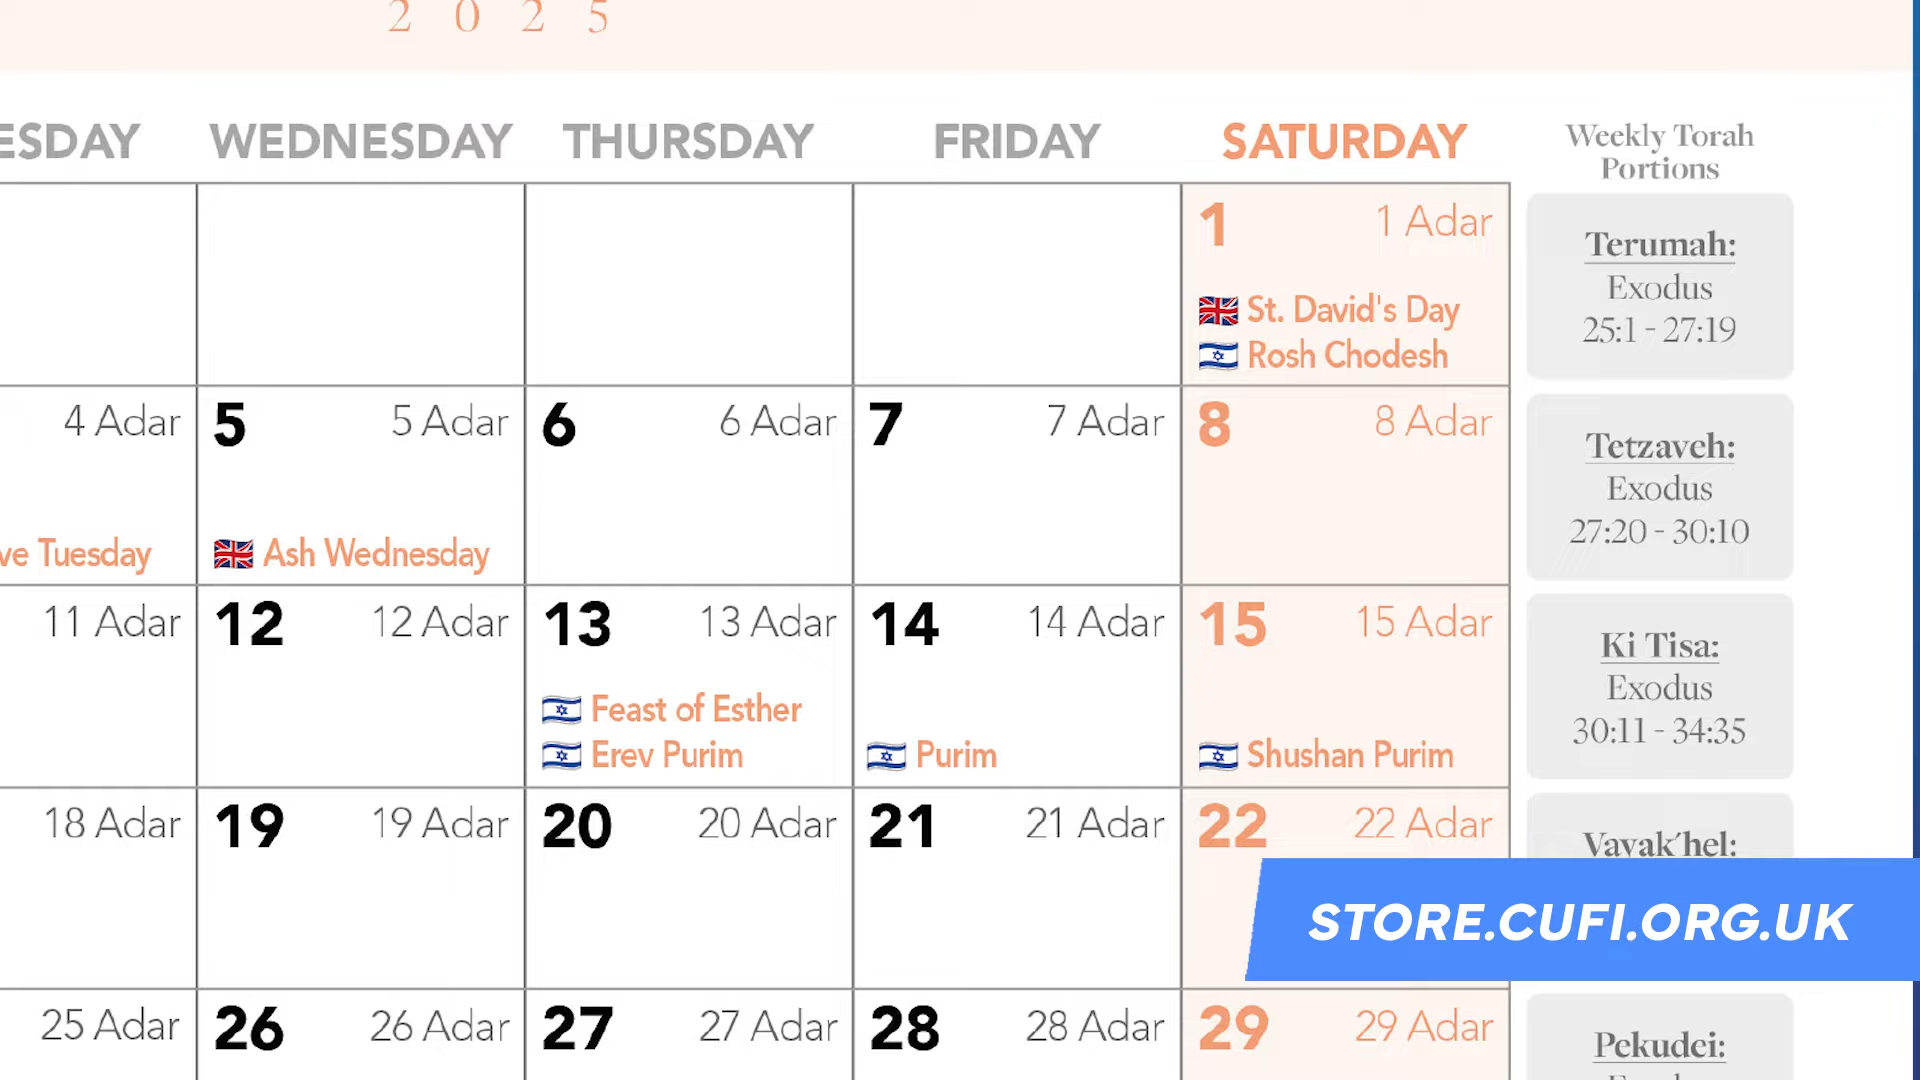 2 0 2 5
ESDAY WEDNESDAY THURSDAY FRIDAY SATURDAY Weekly Torah
Portions
1 1 Adar
St. David's Day
Rosh Chodesh
Terumah:
Exodus
25:1 - 27:19
4 Adar 5 5 Adar 6 6 Adar 7 7 Adar 8 8 Adar
ve Tuesday Ash Wednesday
Tetzaveh:
Exodus
27:20 - 30:10
11 Adar 12 12 Adar 13 13 Adar 14 14 Adar 15 15 Adar
Feast of Esther
Erev Purim Purim Shushan Purim
Ki Tisa:
Exodus
30:11 - 34:35
18 Adar 19 19 Adar 20 20 Adar 21 21 Adar 22 22 Adar
Vayak'hel:
STORE.CUFI.ORG.UK
25 Adar 26 26 Adar 27 27 Adar 28 28 Adar 29 29 Adar
Pekudei: